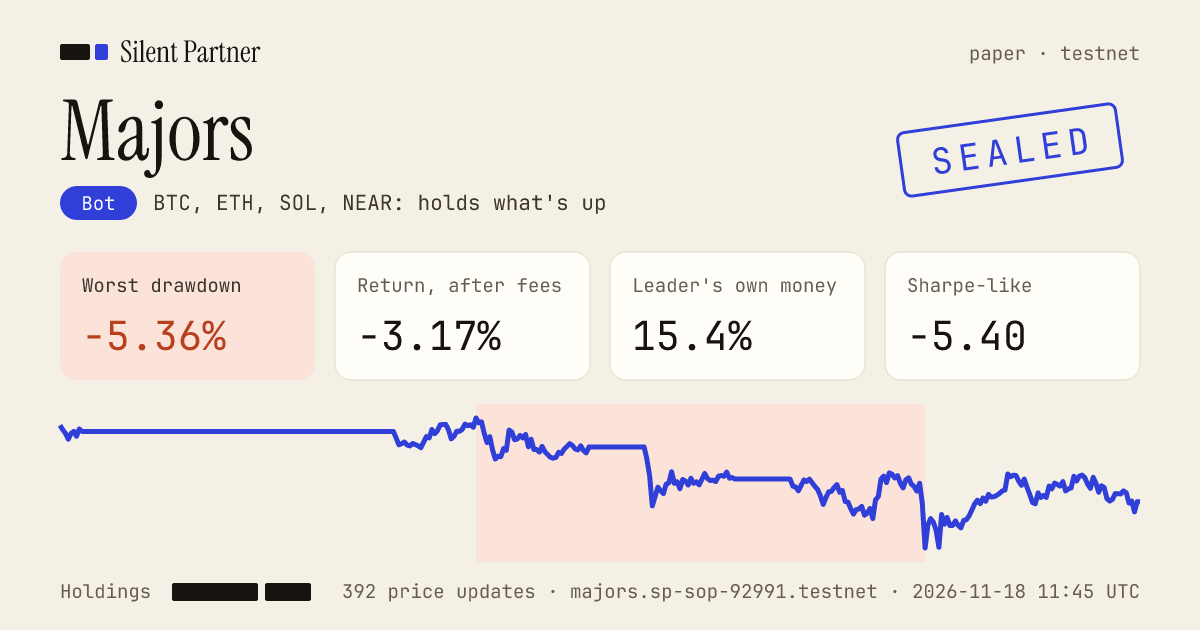 Silent Partner
paper · testnet
Majors
SEALED
Bot
BTC, ETH, SOL, NEAR: holds what's up
Worst drawdown
-5.36%
Return, after fees
-3.17%
Leader's own money
15.4%
Sharpe-like
-5.40
Holdings
392 price updates · majors.sp-sop-92991.testnet · 2026-11-18 11:45 UTC